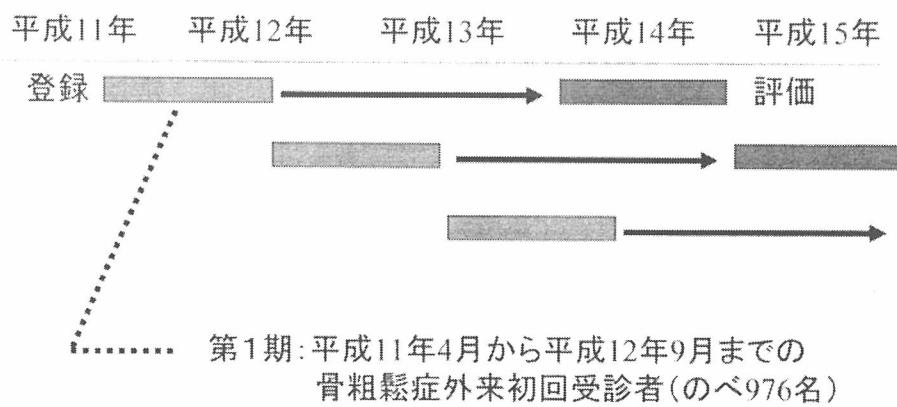 平成11年 平成12年 平成13年 平成14年 平成15年
登録 評価
第1期:平成11年4月から平成12年9月までの
骨粗鬆症外来初回受診者(のべ976名)